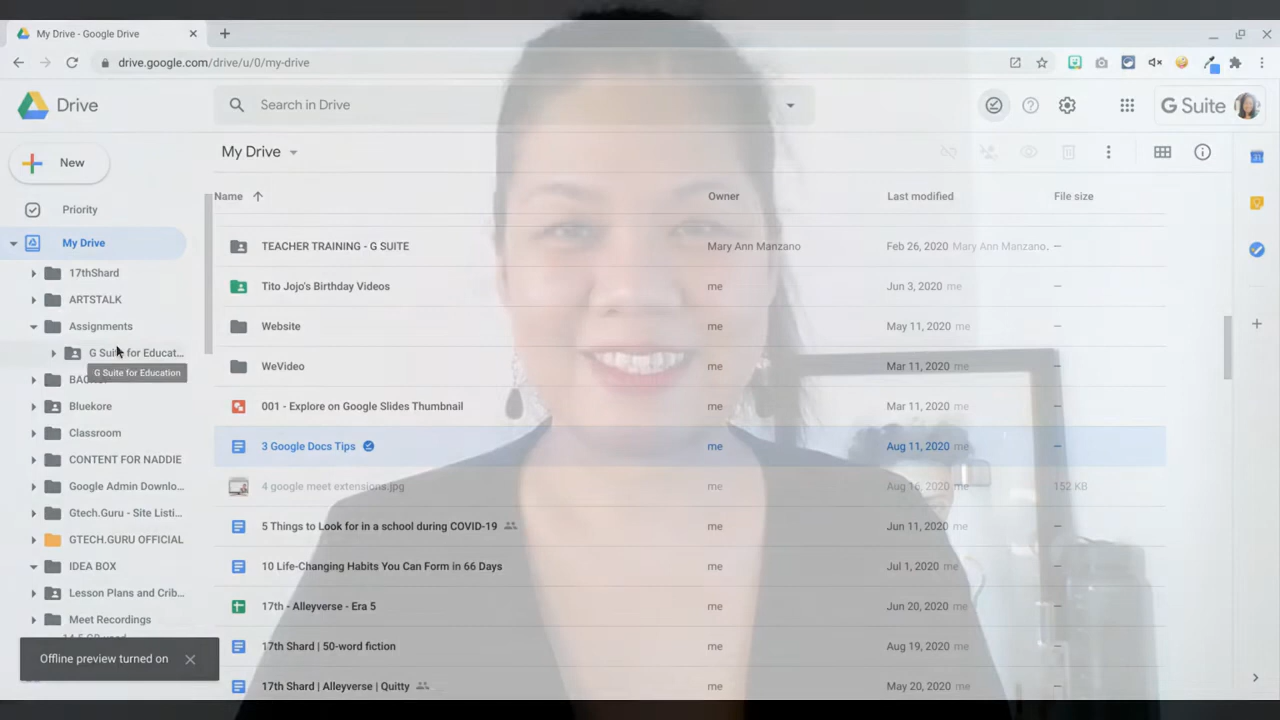 My Drive - Google Drive
drive.google.com/drive/u/0/my-drive
Drive
Search in Drive
G Suite
New
My Drive
Priority
Name
Owner
Last modified
File size
My Drive
TEACHER TRAINING - G SUITE Mary Ann Manzano Feb 26, 2020 Mary Ann Manzano. —
17thShard
Tito Jojo's Birthday Videos me Jun 3, 2020 me —
ARTSTALK
Assignments
Website me May 11, 2020 me —
G Suite for Educat...
G Suite for Education
WeVideo me Mar 11, 2020 me —
Bluekore
001 - Explore on Google Slides Thumbnail me Mar 11, 2020 me —
Classroom
3 Google Docs Tips me Aug 11, 2020 me —
CONTENT FOR NADDIE
Google Admin Downlo...
4 google meet extensions.jpg me Aug 16, 2020 me 152 KB
Gtech.Guru - Site Listi...
5 Things to Look for in a school during COVID-19 me Jun 11, 2020 me —
GTECH.GURU OFFICIAL
IDEA BOX
10 Life-Changing Habits You Can Form in 66 Days me Jul 1, 2020 me —
Lesson Plans and Crib...
17th - Alleyverse - Era 5 me Jun 20, 2020 me —
Meet Recordings
17th Shard | 50-word fiction me Aug 19, 2020 me —
Offline preview turned on
17th Shard | Alleyverse | Quitty me May 20, 2020 me —